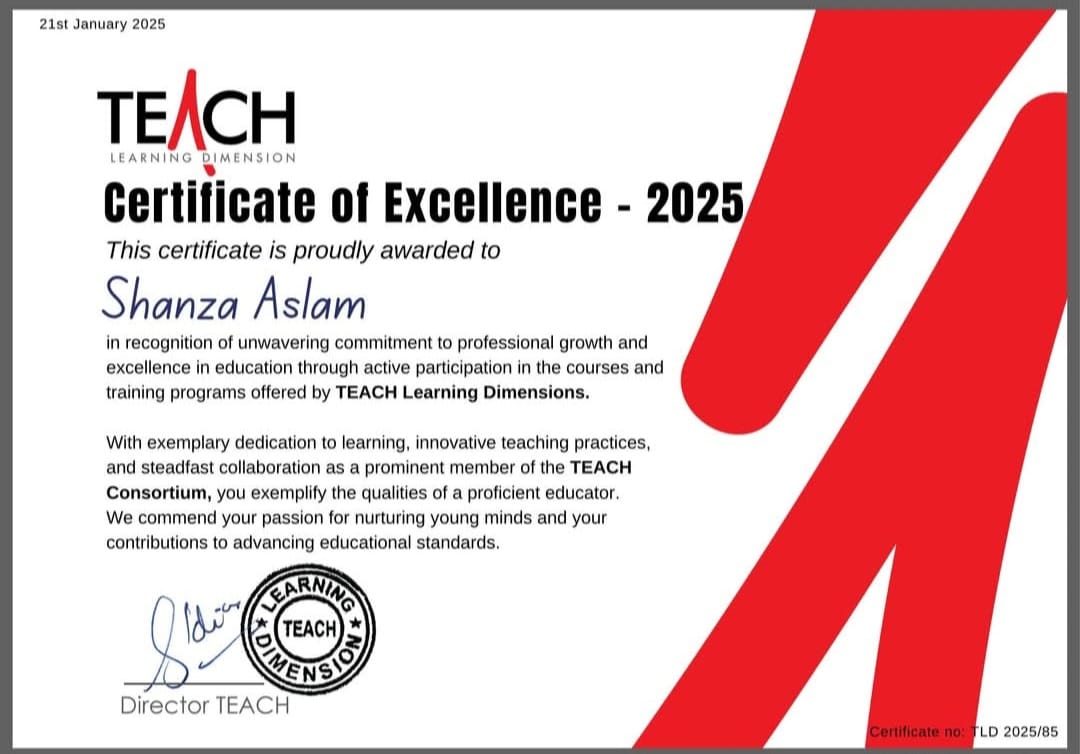 21st January 2025
TEACH
LEARNING DIMENSION
Certificate of Excellence - 2025
This certificate is proudly awarded to
Shanza Aslam
in recognition of unwavering commitment to professional growth and
excellence in education through active participation in the courses and
training programs offered by TEACH Learning Dimensions.
With exemplary dedication to learning, innovative teaching practices,
and steadfast collaboration as a prominent member of the TEACH
Consortium, you exemplify the qualities of a proficient educator.
We commend your passion for nurturing young minds and your
contributions to advancing educational standards.
LEARNING
TEACH
DIMENSION
Director TEACH
Certificate no: TLD 2025/85